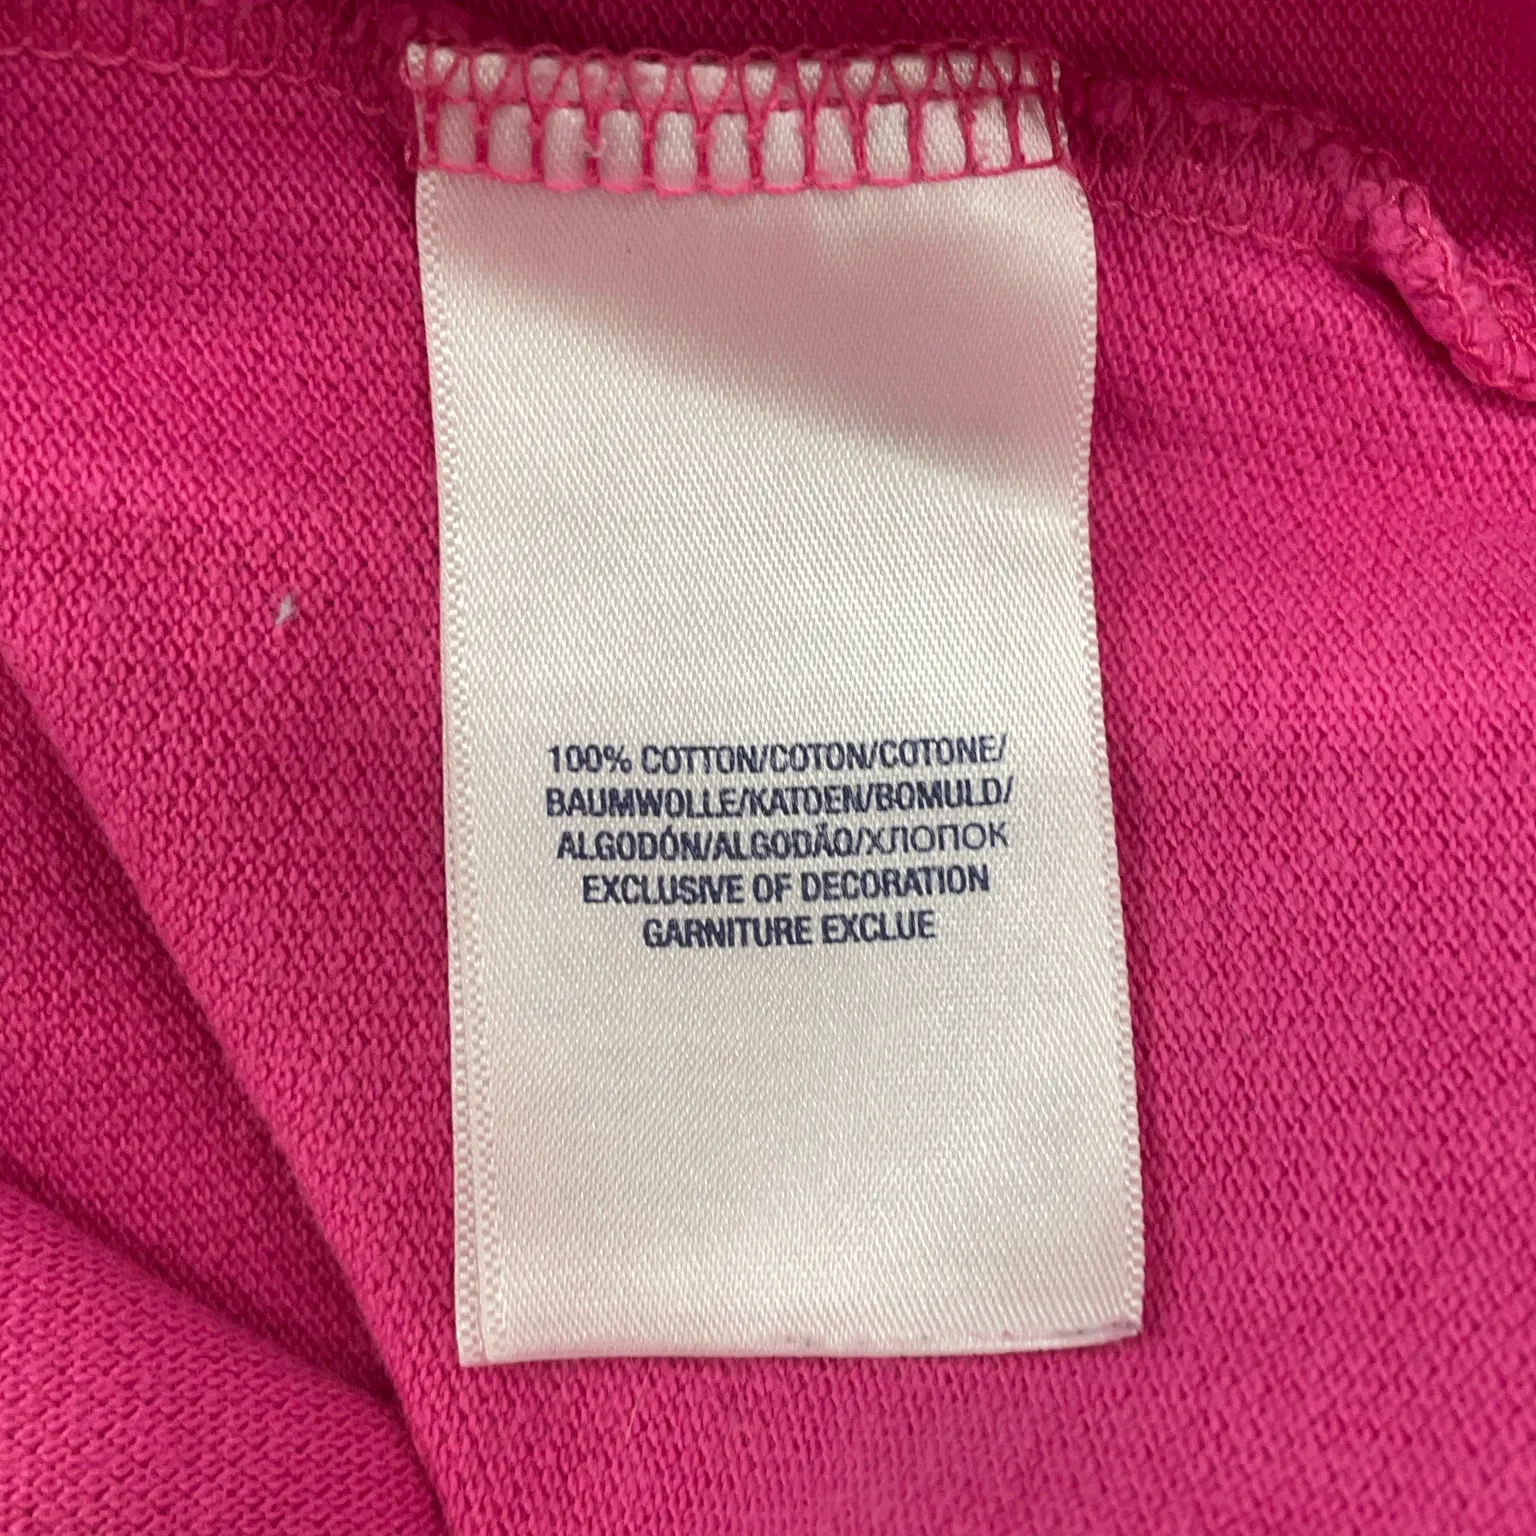 100% COTTON/COTON/COTONE/
BAUMWOLLE/KATOEN/BOMULD/
ALGODÓN/ALGODÃO/ХЛОПОК
EXCLUSIVE OF DECORATION
GARNITURE EXCLUE